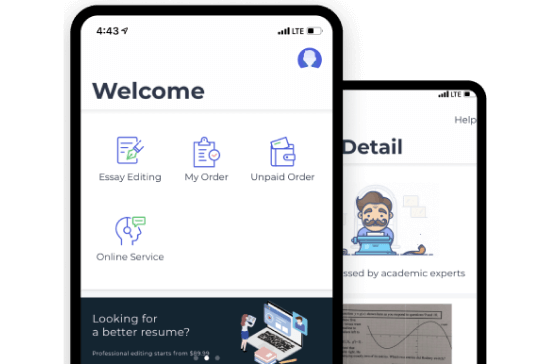 4:43
LTE
Welcome
Essay Editing
My Order
Unpaid Order
Online Service
Looking for
a better resume?
Professional editing starts from $89.99
LTE
Help
Detail
ssed by academic experts